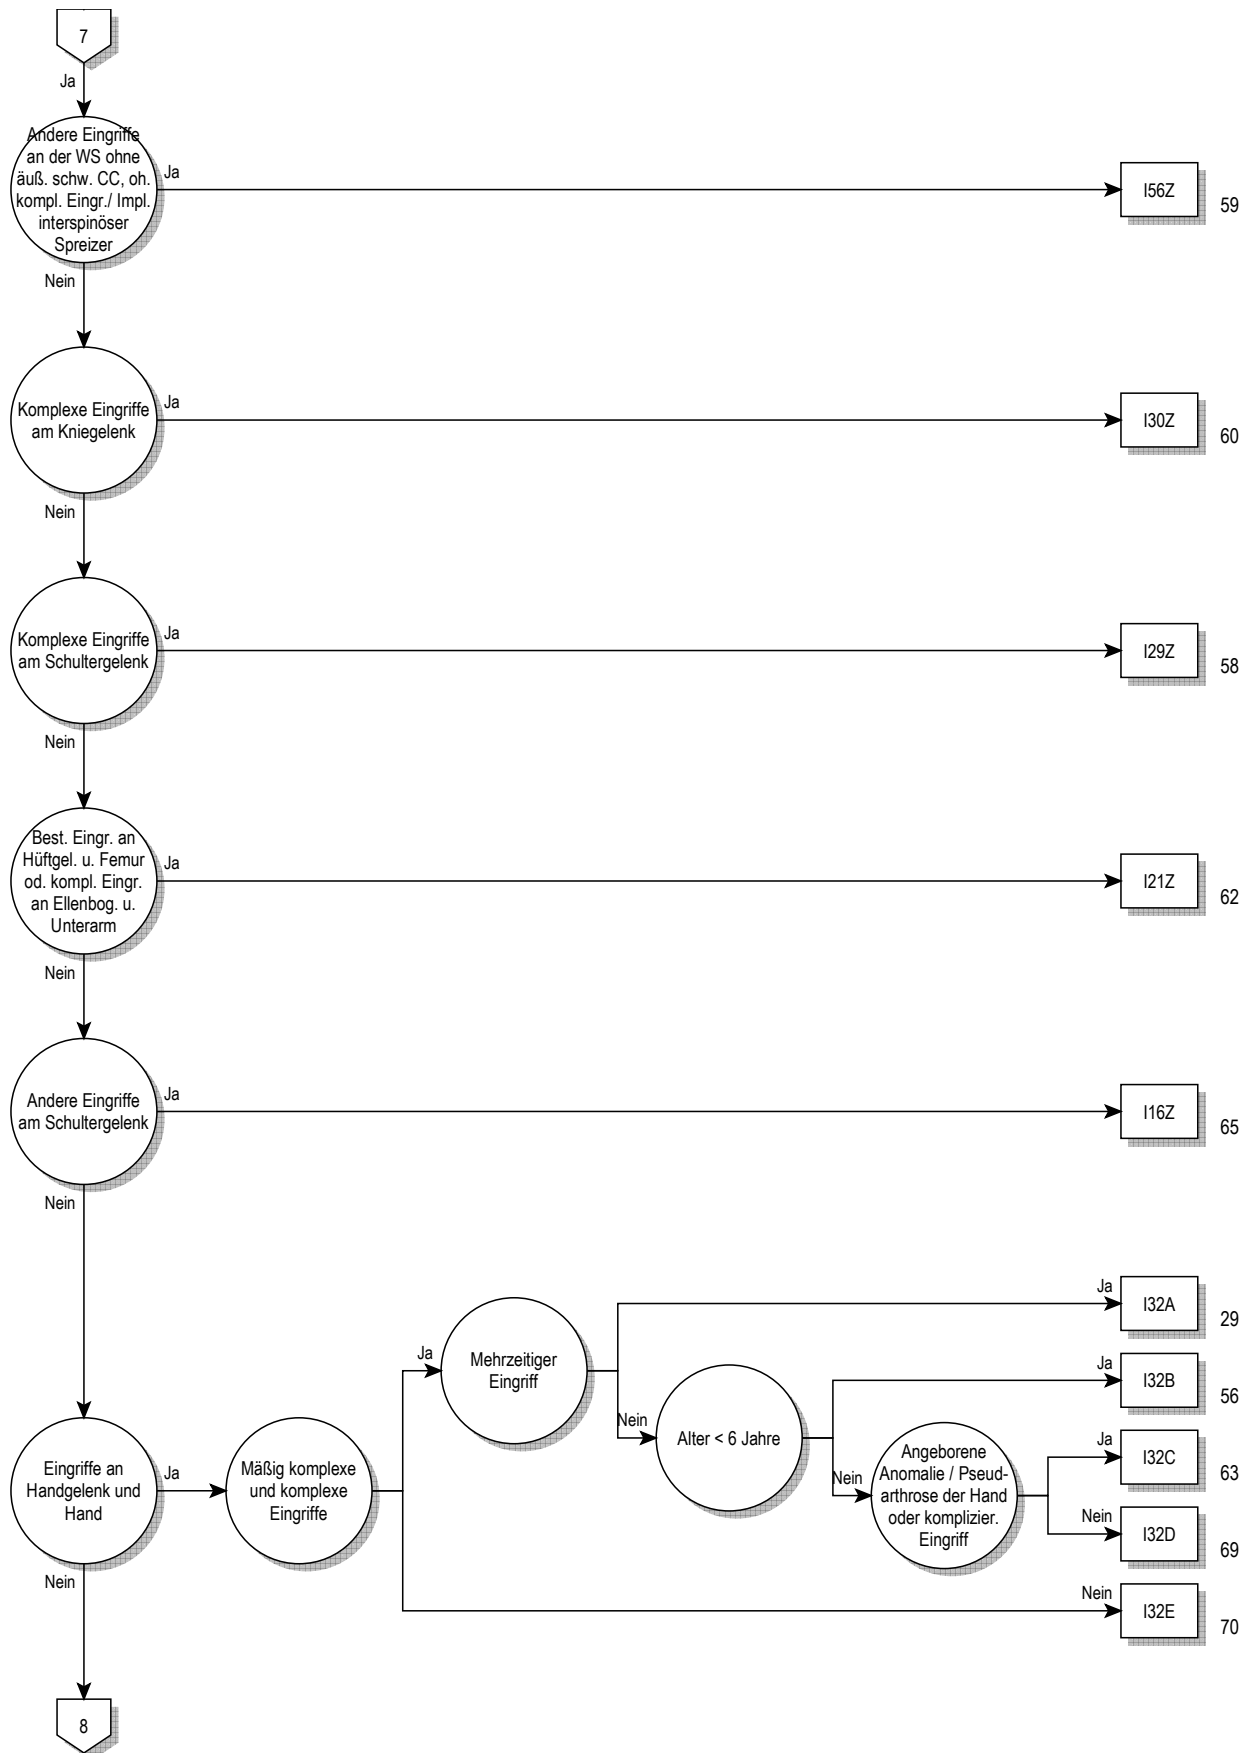 7
Ja
Andere Eingriffe
an der WS ohne
äuß. schw. CC, oh.
kompl. Eingr./ Impl.
interspinöser
Spreizer
Ja
I56Z
59
Nein
Komplexe Eingriffe
am Kniegelenk
Ja
I30Z
60
Nein
Komplexe Eingriffe
am Schultergelenk
Ja
I29Z
58
Nein
Best. Eingr. an
Hüftgel. u. Femur
od. kompl. Eingr.
an Ellenbog. u.
Unterarm
Ja
I21Z
62
Nein
Andere Eingriffe
am Schultergelenk
Ja
I16Z
65
Nein
Eingriffe an
Handgelenk und
Hand
Ja
Mäßig komplexe
und komplexe
Eingriffe
Ja
Mehrzeitiger
Eingriff
Ja
I32A
29
Nein
Alter < 6 Jahre
Ja
I32B
56
Nein
Angeborene
Anomalie / Pseud-
arthrose der Hand
oder komplizier.
Eingriff
Ja
I32C
63
Nein
I32D
69
Nein
I32E
70
Nein
8